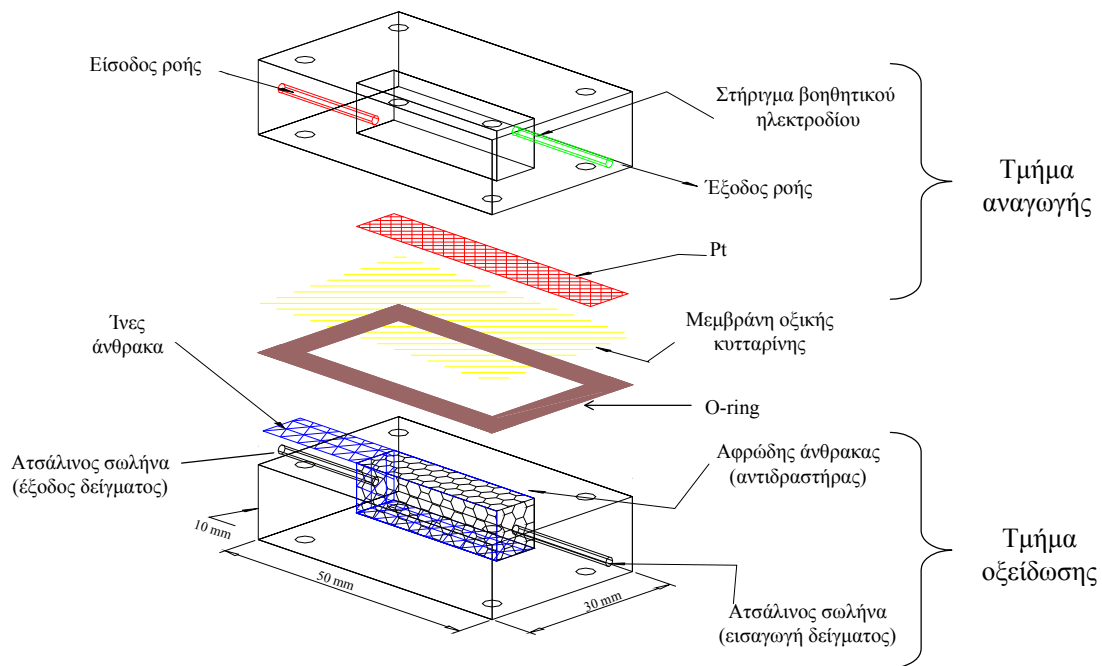 Είσοδος ροής
Στήριγμα βοηθητικού
ηλεκτροδίου
Έξοδος ροής
Τμήμα
αναγωγής
Pt
Μεμβράνη οξικής
κυτταρίνης
Ίνες
άνθρακα
O-ring
Ατσάλινος σωλήνα
(έξοδος δείγματος)
Αφρώδης άνθρακας
(αντιδραστήρας)
Τμήμα
οξείδωσης
10 mm
50 mm
30 mm
Ατσάλινος σωλήνα
(εισαγωγή δείγματος)